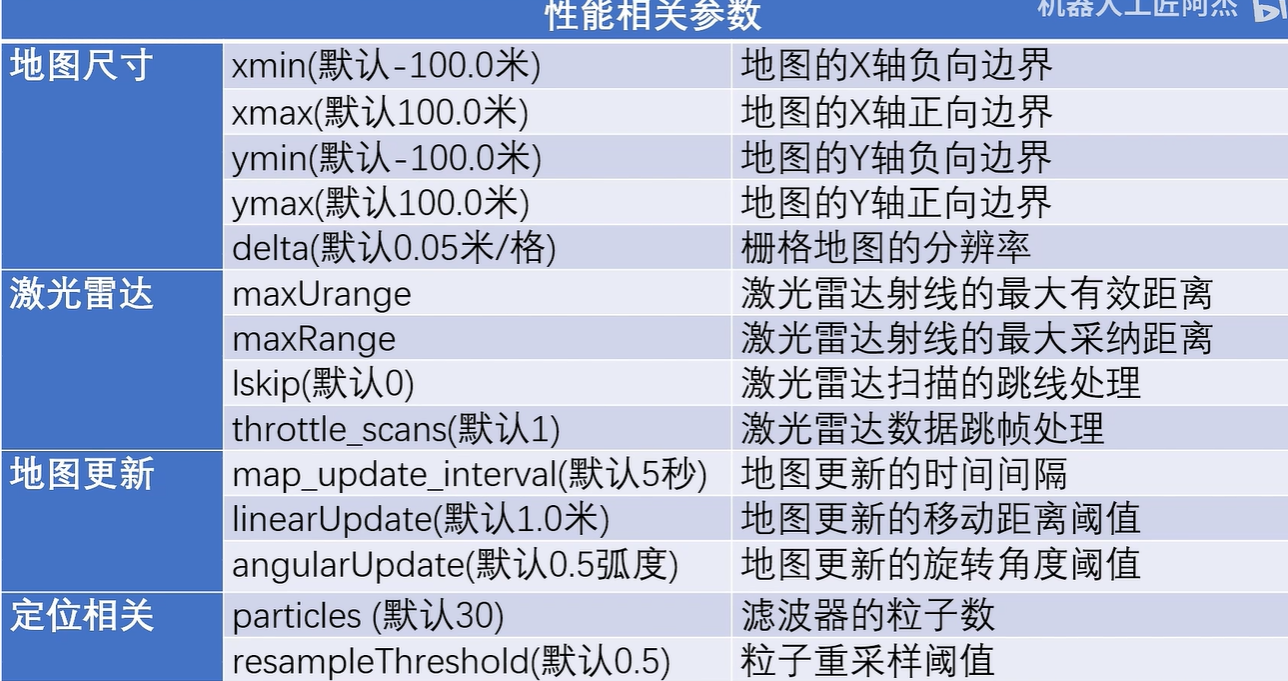 性能相关参数
机器人工匠阿杰
地图尺寸 xmin(默认-100.0米) 地图的X轴负向边界
xmax(默认100.0米) 地图的X轴正向边界
ymin(默认-100.0米) 地图的Y轴负向边界
ymax(默认100.0米) 地图的Y轴正向边界
delta(默认0.05米/格) 栅格地图的分辨率
激光雷达 maxUrange 激光雷达射线的最大有效距离
maxRange 激光雷达射线的最大采纳距离
lskip(默认0) 激光雷达扫描的跳线处理
throttle_scans(默认1) 激光雷达数据跳帧处理
地图更新 map_update_interval(默认5秒) 地图更新的时间间隔
linearUpdate(默认1.0米) 地图更新的移动距离阈值
angularUpdate(默认0.5弧度) 地图更新的旋转角度阈值
定位相关 particles (默认30) 滤波器的粒子数
resampleThreshold(默认0.5) 粒子重采样阈值